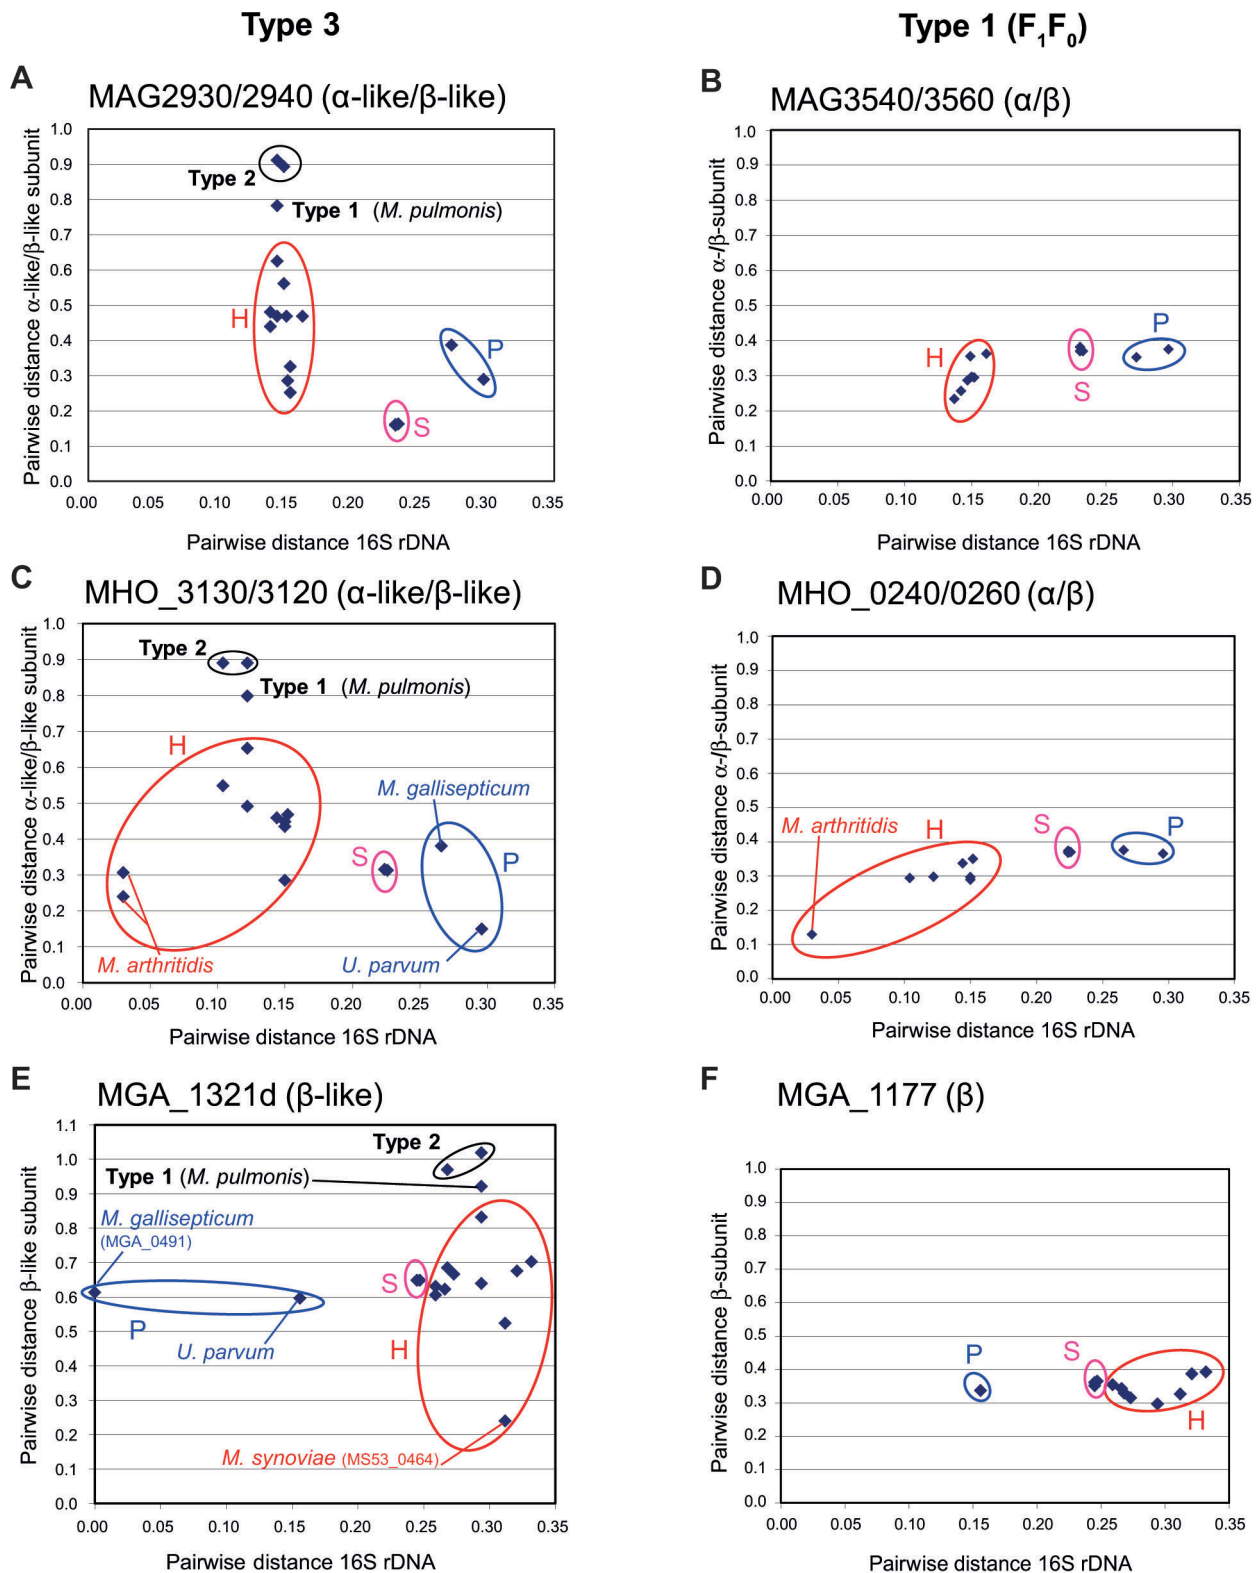 Type 3
Type 1 (F1F0)
A
MAG2930/2940 (α-like/β-like)
Pairwise distance α-like/β-like subunit
1.0
0.9
0.8
0.7
0.6
0.5
0.4
0.3
0.2
0.1
0.0
Type 2
Type 1 (M. pulmonis)
H
P
S
0.00 0.05 0.10 0.15 0.20 0.25 0.30 0.35
Pairwise distance 16S rDNA
B
MAG3540/3560 (α/β)
Pairwise distance α-/β-subunit
1.0
0.9
0.8
0.7
0.6
0.5
0.4
0.3
0.2
0.1
0.0
H
S
P
0.00 0.05 0.10 0.15 0.20 0.25 0.30 0.35
Pairwise distance 16S rDNA
C
MHO_3130/3120 (α-like/β-like)
Pairwise distance α-like/β-like subunit
1.0
0.9
0.8
0.7
0.6
0.5
0.4
0.3
0.2
0.1
0.0
Type 2
Type 1 (M. pulmonis)
H
M. gallisepticum
S
P
M. arthritidis
U. parvum
0.00 0.05 0.10 0.15 0.20 0.25 0.30 0.35
Pairwise distance 16S rDNA
D
MHO_0240/0260 (α/β)
Pairwise distance α-/β-subunit
1.0
0.9
0.8
0.7
0.6
0.5
0.4
0.3
0.2
0.1
0.0
M. arthritidis
H
S
P
0.00 0.05 0.10 0.15 0.20 0.25 0.30 0.35
Pairwise distance 16S rDNA
E
MGA_1321d (β-like)
Pairwise distance β-like subunit
1.1
1.0
0.9
0.8
0.7
0.6
0.5
0.4
0.3
0.2
0.1
0.0
Type 2
Type 1 (M. pulmonis)
M. gallisepticum
(MGA_0491)
S
P
U. parvum
H
M. synoviae (MS53_0464)
0.00 0.05 0.10 0.15 0.20 0.25 0.30 0.35
Pairwise distance 16S rDNA
F
MGA_1177 (β)
Pairwise distance β-subunit
1.0
0.9
0.8
0.7
0.6
0.5
0.4
0.3
0.2
0.1
0.0
P
S
H
0.00 0.05 0.10 0.15 0.20 0.25 0.30 0.35
Pairwise distance 16S rDNA